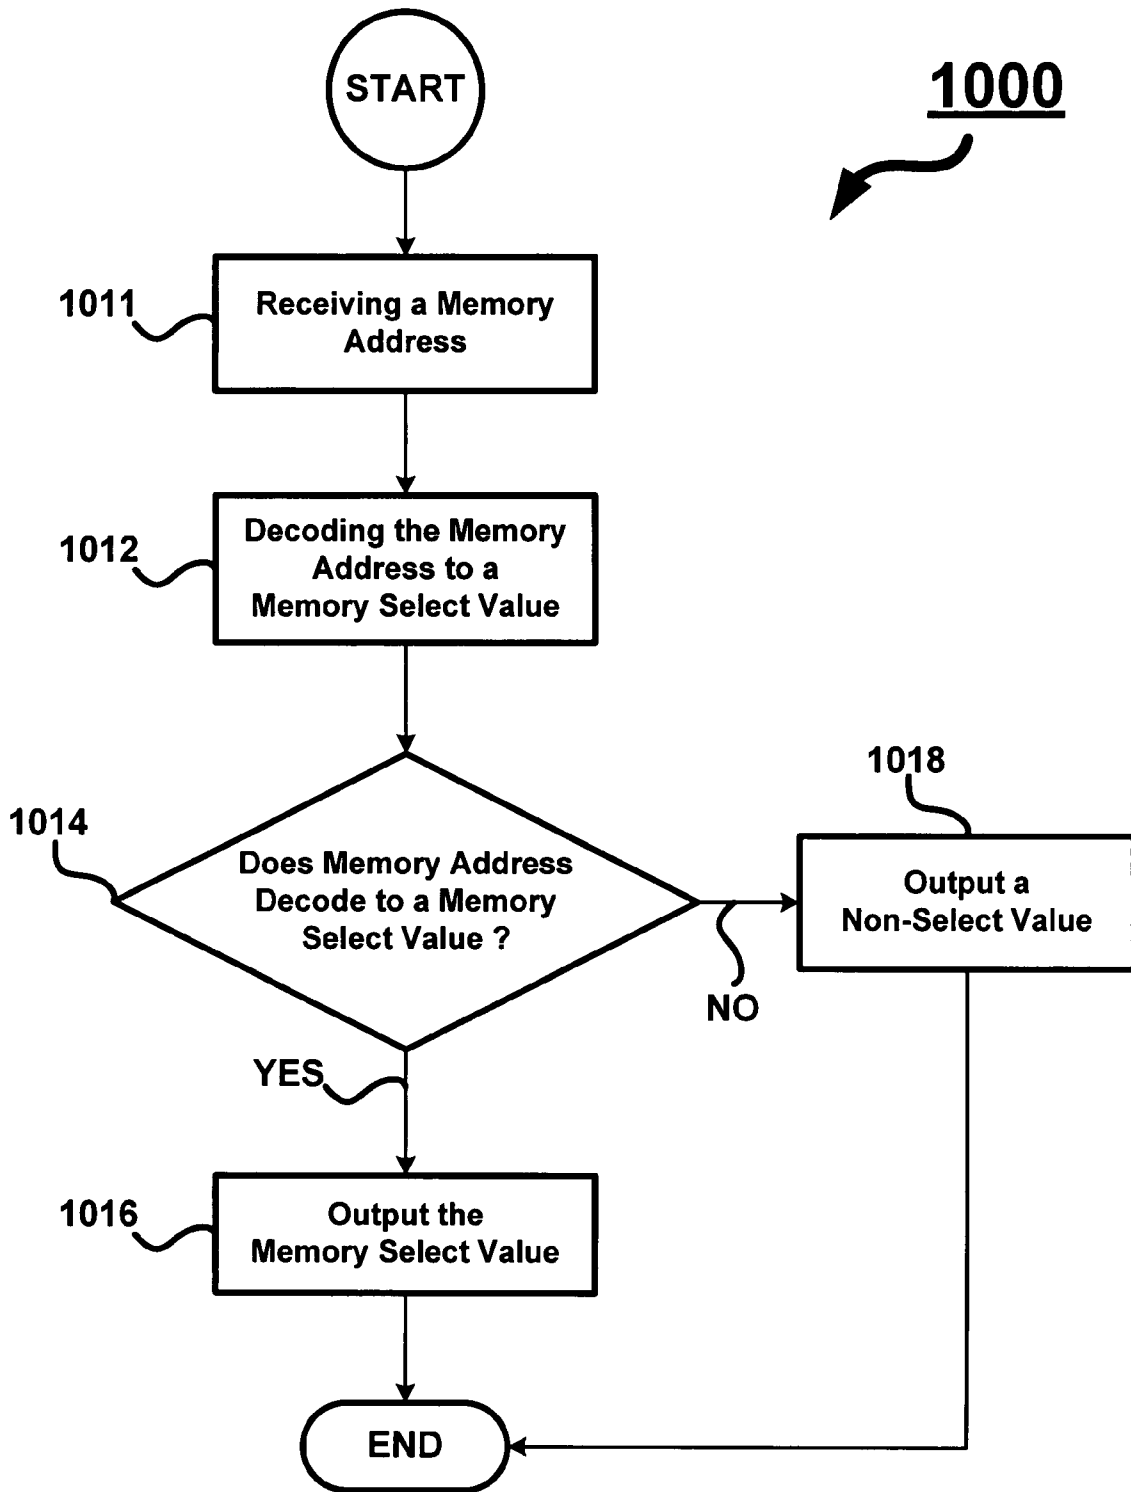 START
1000
1011
Receiving a Memory
Address
1012
Decoding the Memory
Address to a
Memory Select Value
1014
Does Memory Address
Decode to a Memory
Select Value ?
1018
Output a
Non-Select Value
NO
YES
1016
Output the
Memory Select Value
END